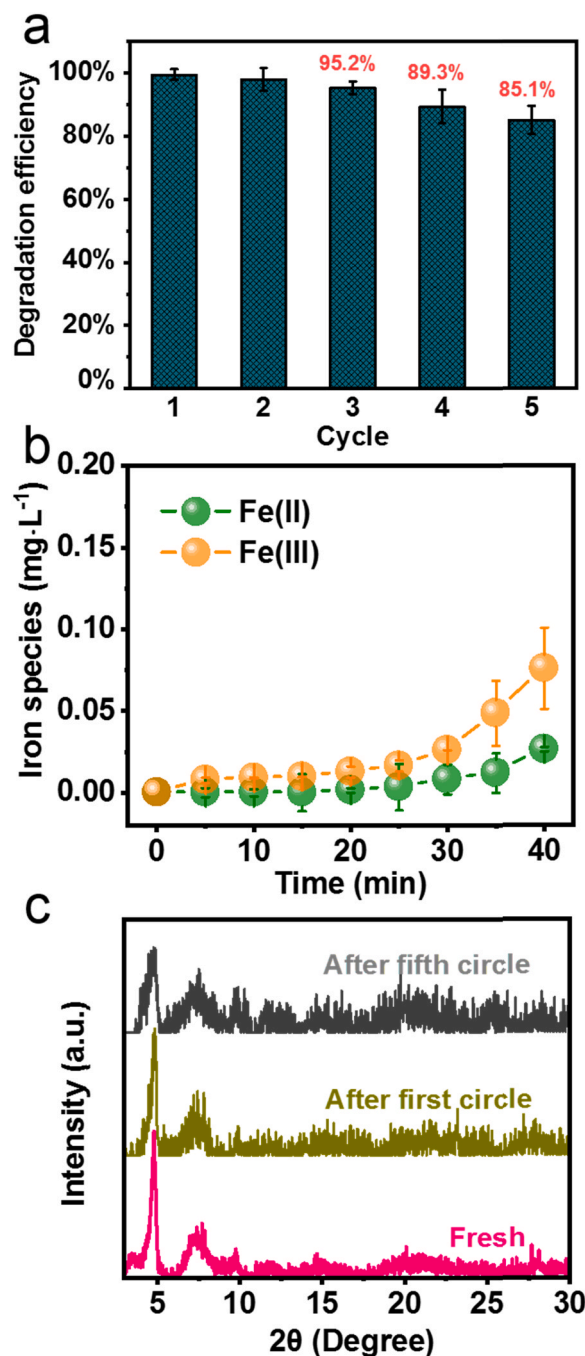 a
100%
80%
60%
40%
20%
0%
Degradation efficiency
95.2%
89.3%
85.1%
1 2 3 4 5
Cycle
b
0.20
0.15
0.10
0.05
0.00
Iron species (mg·L⁻¹)
Fe(II)
Fe(III)
0 10 20 30 40
Time (min)
c
Intensity (a.u.)
After fifth circle
After first circle
Fresh
5 10 15 20 25 30
2θ (Degree)